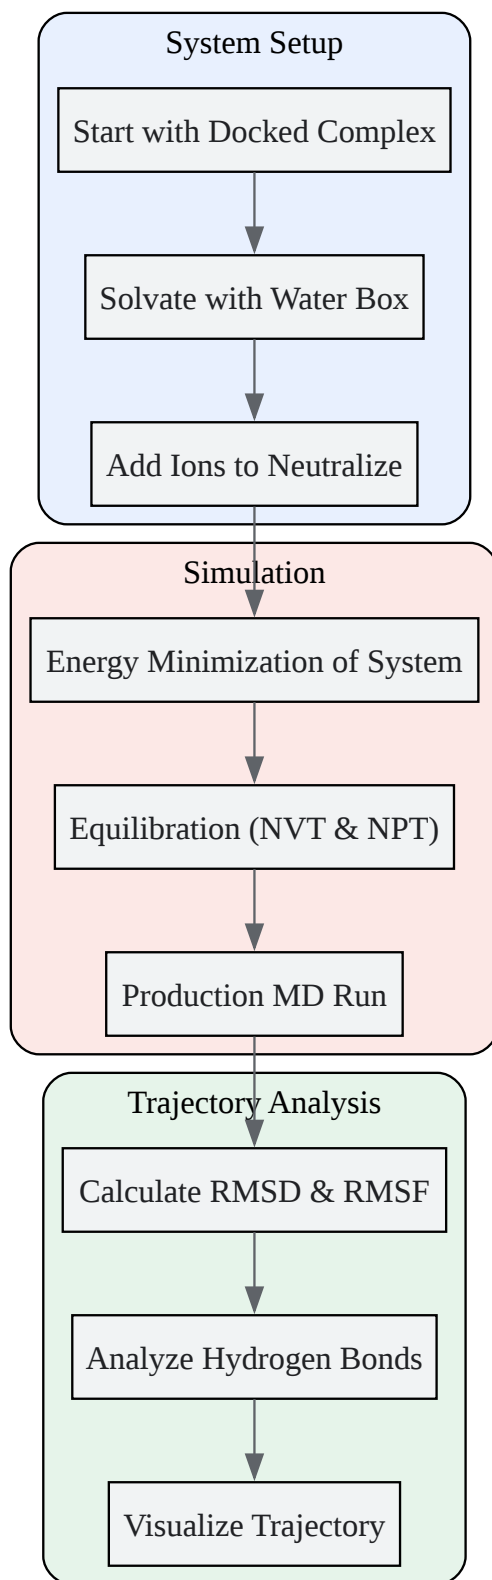 System Setup
Start with Docked Complex
Solvate with Water Box
Add Ions to Neutralize
Simulation
Energy Minimization of System
Equilibration (NVT & NPT)
Production MD Run
Trajectory Analysis
Calculate RMSD & RMSF
Analyze Hydrogen Bonds
Visualize Trajectory